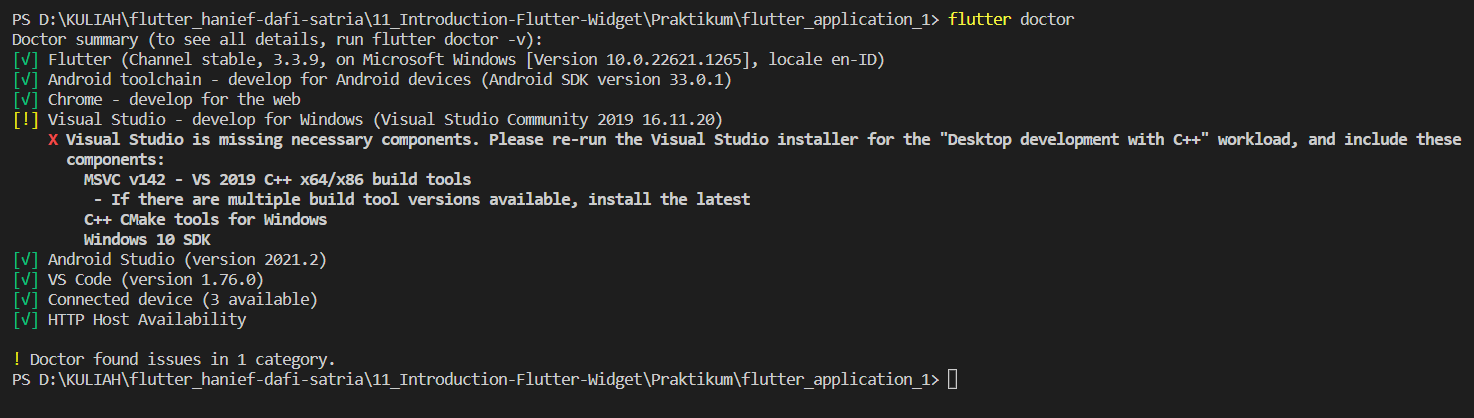 PS D:\KULIAH\flutter_hanief-dafi-satria\11_Introduction-Flutter-Widget\Praktikum\flutter_application_1> flutter doctor
Doctor summary (to see all details, run flutter doctor -v):
[√] Flutter (Channel stable, 3.3.9, on Microsoft Windows [Version 10.0.22621.1265], locale en-ID)
[√] Android toolchain - develop for Android devices (Android SDK version 33.0.1)
[√] Chrome - develop for the web
[!] Visual Studio - develop for Windows (Visual Studio Community 2019 16.11.20)
X Visual Studio is missing necessary components. Please re-run the Visual Studio installer for the "Desktop development with C++" workload, and include these
components:
MSVC v142 - VS 2019 C++ x64/x86 build tools
- If there are multiple build tool versions available, install the latest
C++ CMake tools for Windows
Windows 10 SDK
[√] Android Studio (version 2021.2)
[√] VS Code (version 1.76.0)
[√] Connected device (3 available)
[√] HTTP Host Availability
! Doctor found issues in 1 category.
PS D:\KULIAH\flutter_hanief-dafi-satria\11_Introduction-Flutter-Widget\Praktikum\flutter_application_1>